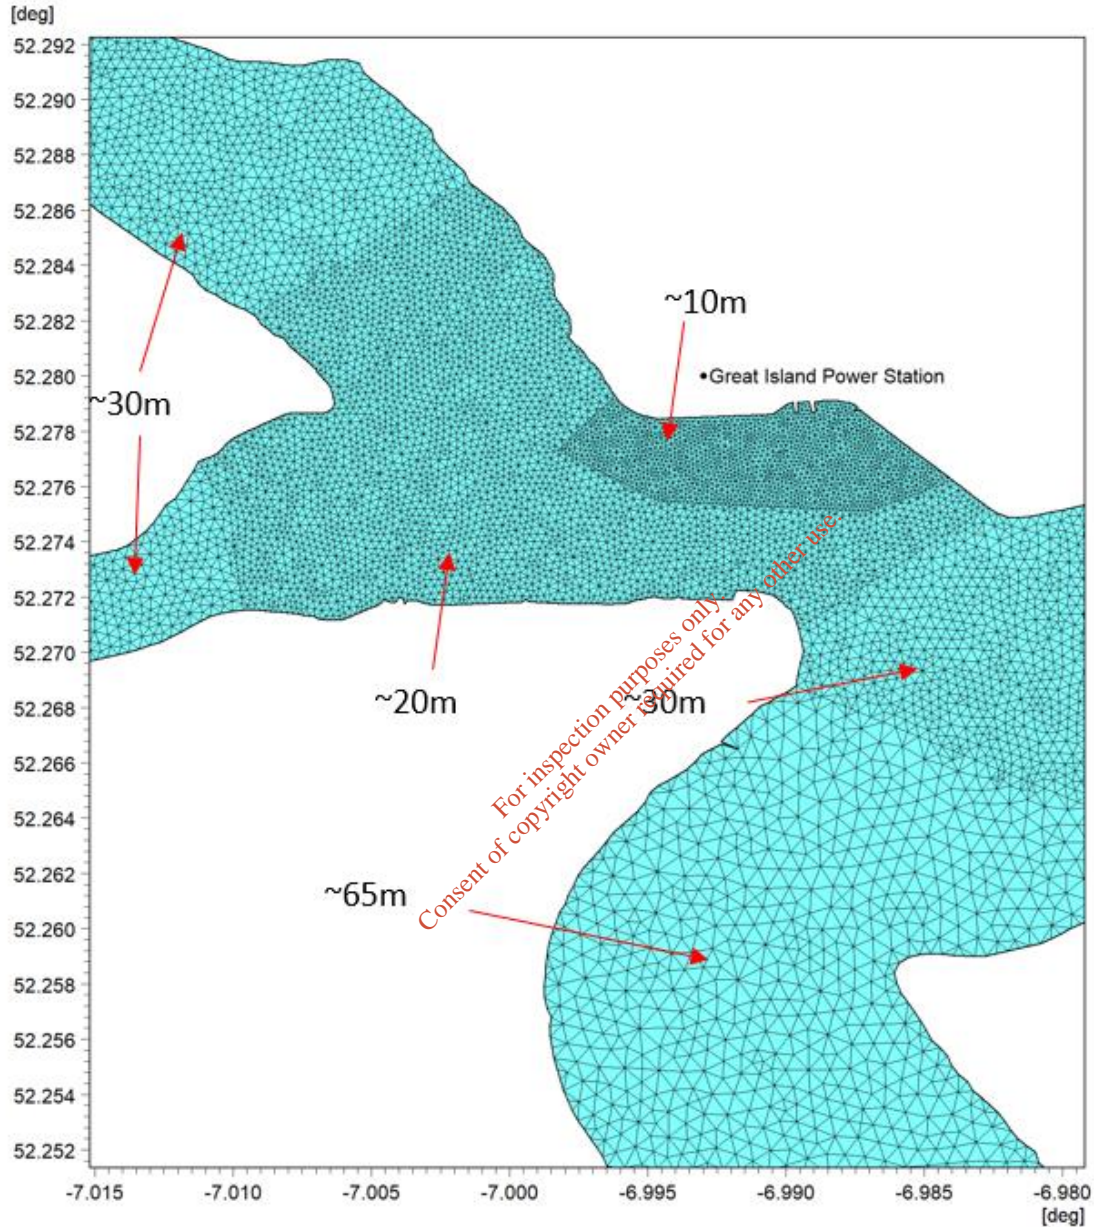 [deg]
52.292
52.290
52.288
52.286
52.284
52.282
~10m
52.280
Great Island Power Station
~30m
52.278
52.276
52.274
52.272
52.270
~20m
~30m
52.268
52.266
For inspection purposes only.
Consent of copyright owner required for any other use.
52.264
52.262
~65m
52.260
52.258
52.256
52.254
52.252
-7.015 -7.010 -7.005 -7.000 -6.995 -6.990 -6.985 -6.980
[deg]